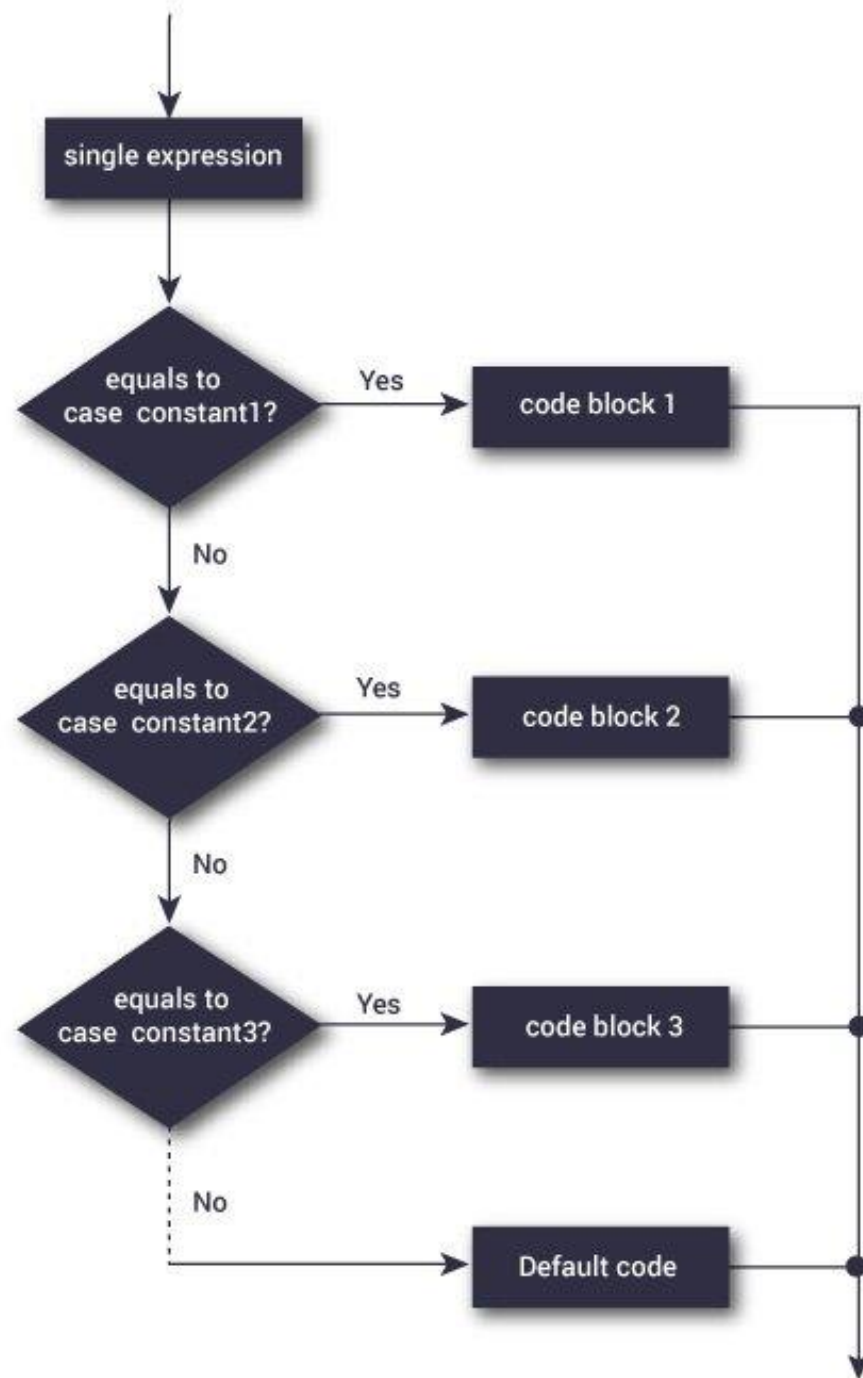 single expression
equals to
case constant1?
Yes
code block 1
No
equals to
case constant2?
Yes
code block 2
No
equals to
case constant3?
Yes
code block 3
No
Default code